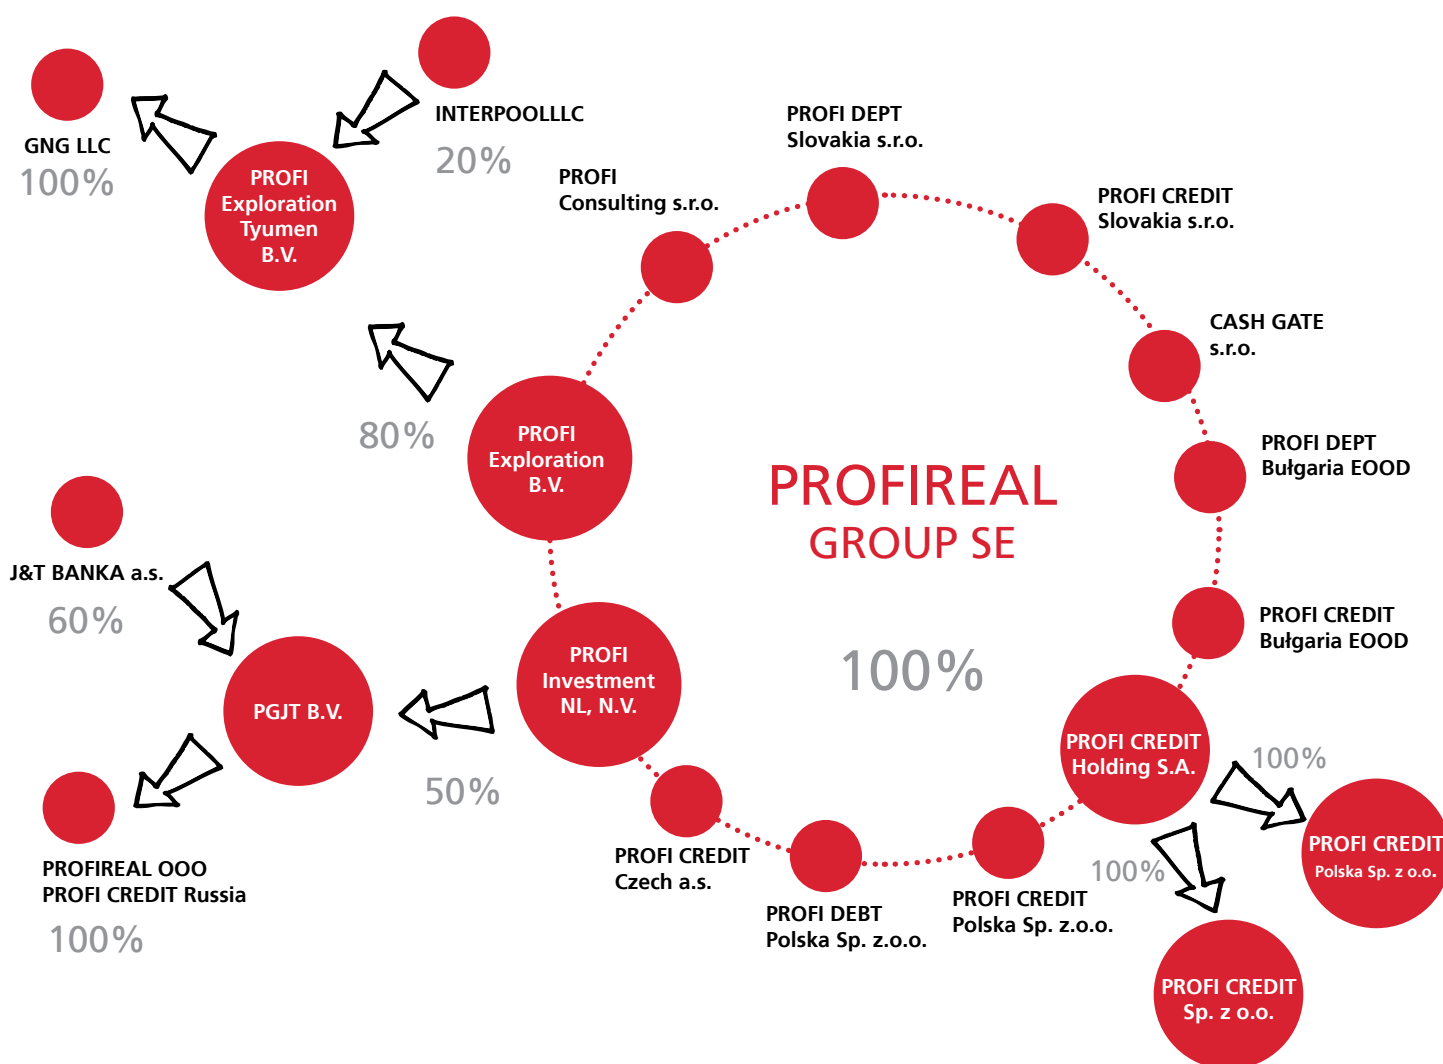 GNG LLC
100%
INTERPOOLLLC
20%
PROFI
Exploration
Tyumen
B.V.
PROFI
Consulting s.r.o.
PROFI DEPT
Slovakia s.r.o.
PROFI CREDIT
Slovakia s.r.o.
CASH GATE
s.r.o.
80%
PROFI
Exploration
B.V.
PROFIREAL
GROUP SE
100%
PROFI DEPT
Bułgaria EOOD
J&T BANKA a.s.
60%
PGJT B.V.
50%
PROFI
Investment
NL, N.V.
PROFI CREDIT
Bułgaria EOOD
PROFI CREDIT
Holding S.A.
100%
100%
PROFI CREDIT
Polska Sp. z o.o.
PROFI CREDIT
Sp. z o.o.
PROFIREAL OOO
PROFI CREDIT Russia
100%
PROFI CREDIT
Czech a.s.
PROFI DEBT
Polska Sp. z.o.o.
PROFI CREDIT
Polska Sp. z.o.o.